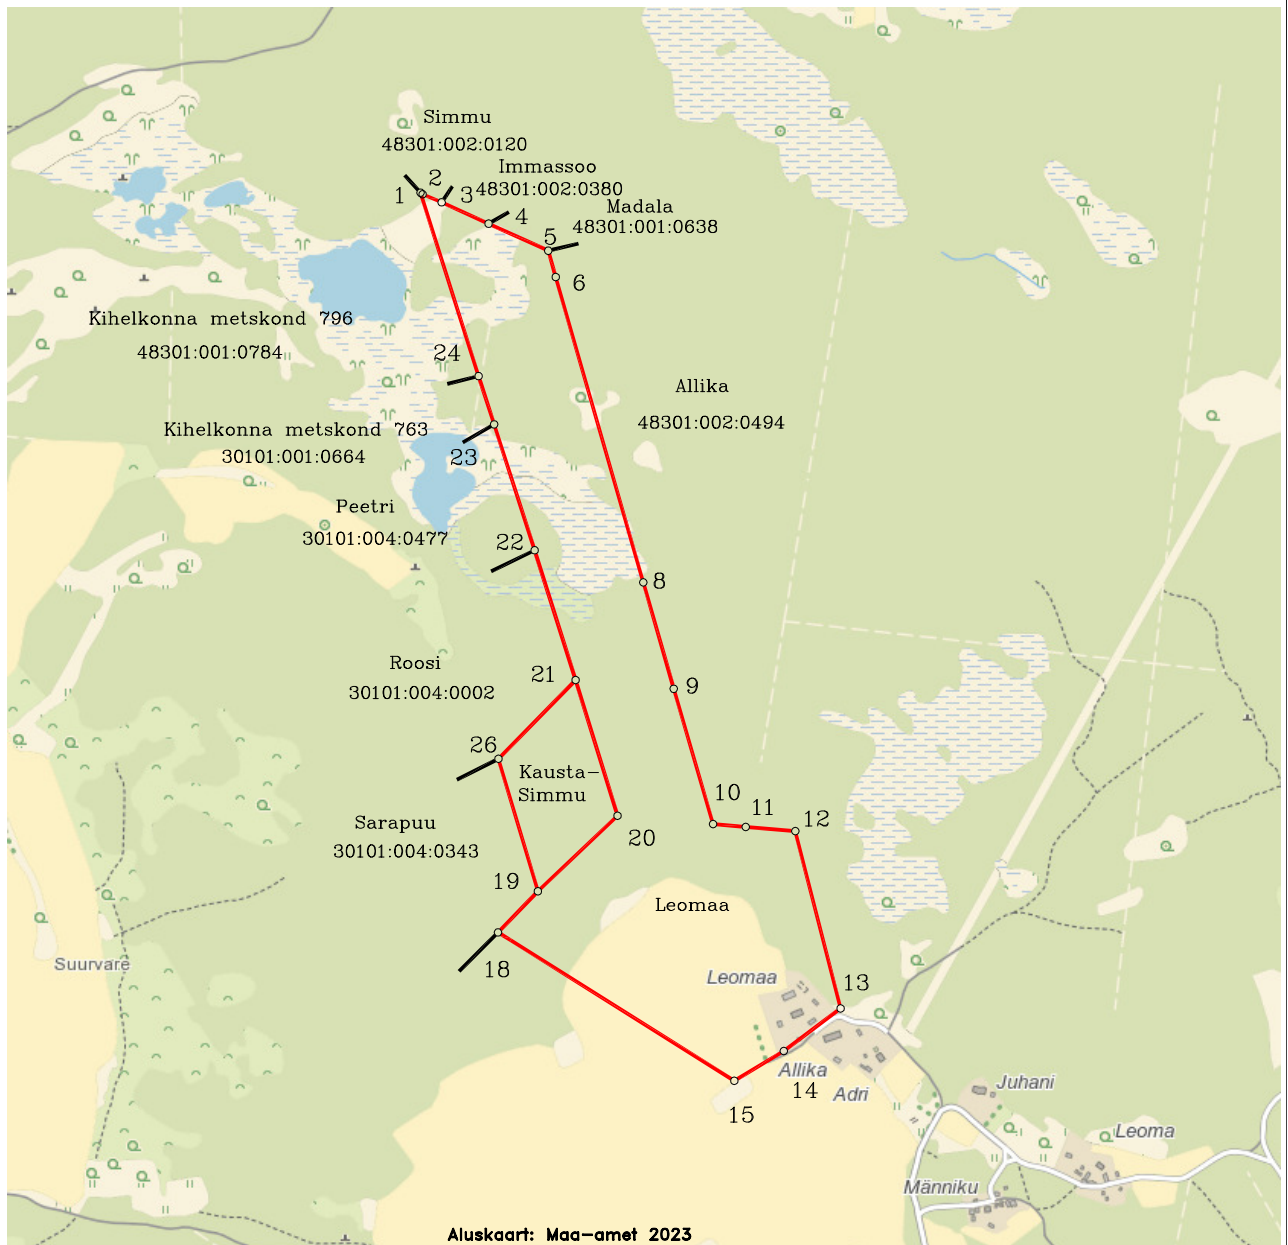 Simmu
48301:002:0120
Immassoo
48301:002:0380
Madala
48301:001:0638
1
2
3
4
5
6
Kihelkonna metskond 796
48301:001:0784
24
Allika
48301:002:0494
Kihelkonna metskond 763
30101:001:0664
23
Peetri
30101:004:0477
22
8
Roosi
30101:004:0002
21
9
26
Kausta-
Simmu
10
11
12
Sarapuu
30101:004:0343
20
19
Leomaa
Suurvare
18
Leomaa
13
Allika
14
Adri
15
Juhani
Leoma
Männiku
Aluskaart: Maa-amet 2023